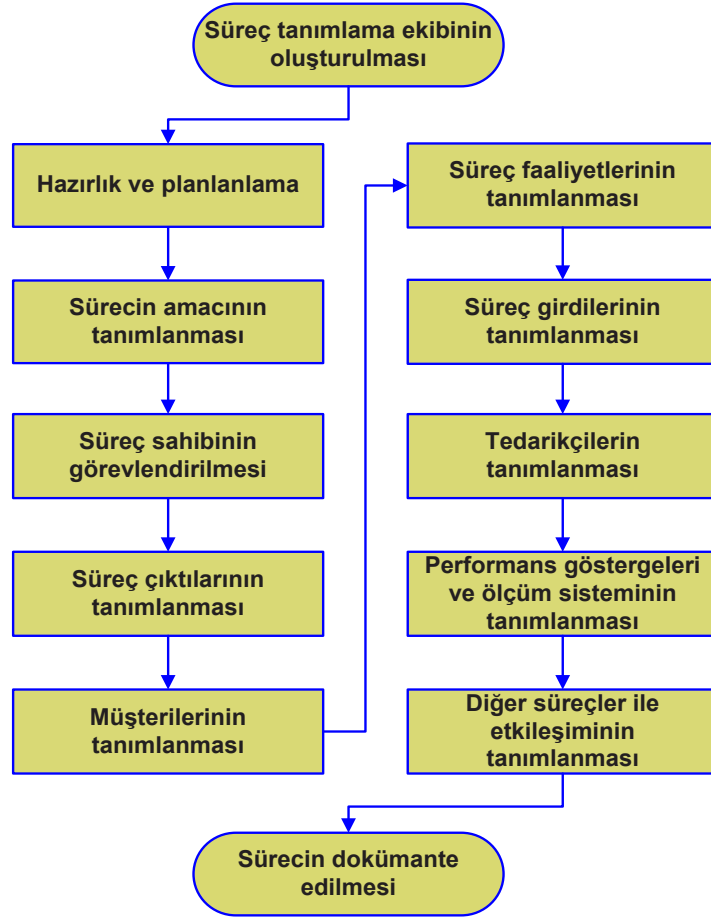 Süreç tanımlama ekibinin
oluşturulması
Hazırlık ve planlanlama
Sürecin amacının
tanımlanması
Süreç sahibinin
görevlendirilmesi
Süreç çıktılarının
tanımlanması
Müşterilerinin
tanımlanması
Süreç faaliyetlerinin
tanımlanması
Süreç girdilerinin
tanımlanması
Tedarikçilerin
tanımlanması
Performans göstergeleri
ve ölçüm sisteminin
tanımlanması
Diğer süreçler ile
etkileşiminin
tanımlanması
Sürecin dokümante
edilmesi